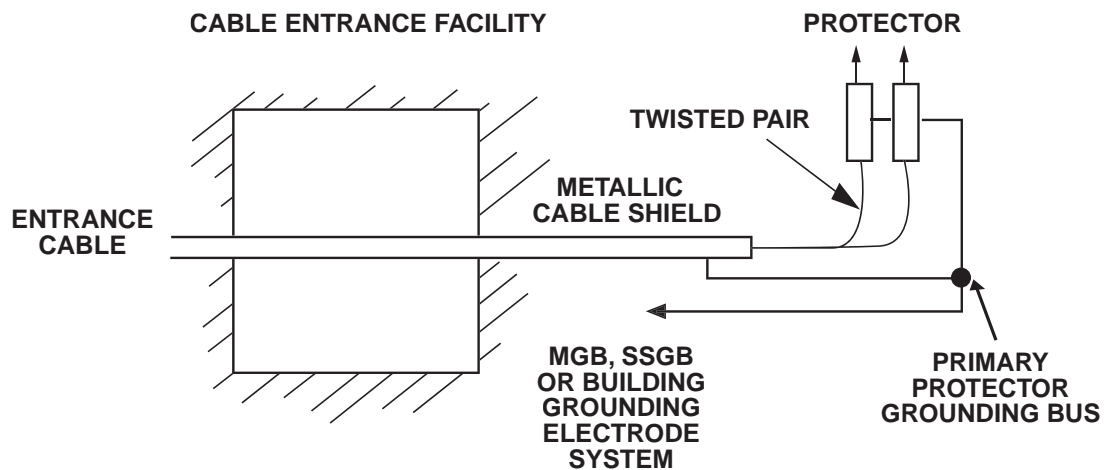 CABLE ENTRANCE FACILITY
PROTECTOR
TWISTED PAIR
METALLIC
CABLE SHIELD
ENTRANCE
CABLE
MGB, SSGB
OR BUILDING
GROUNDING
ELECTRODE
SYSTEM
PRIMARY
PROTECTOR
GROUNDING BUS